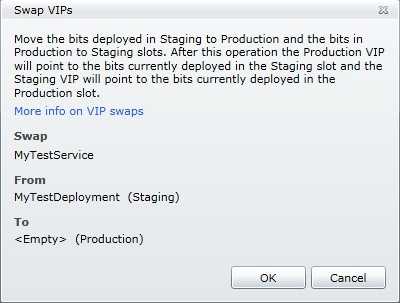 Swap VIPs
Move the bits deployed in Staging to Production and the bits in
Production to Staging slots. After this operation the Production VIP
will point to the bits currently deployed in the Staging slot and the
Staging VIP will point to the bits currently deployed in the
Production slot.
More info on VIP swaps
Swap
MyTestService
From
MyTestDeployment (Staging)
To
<Empty> (Production)
OK Cancel